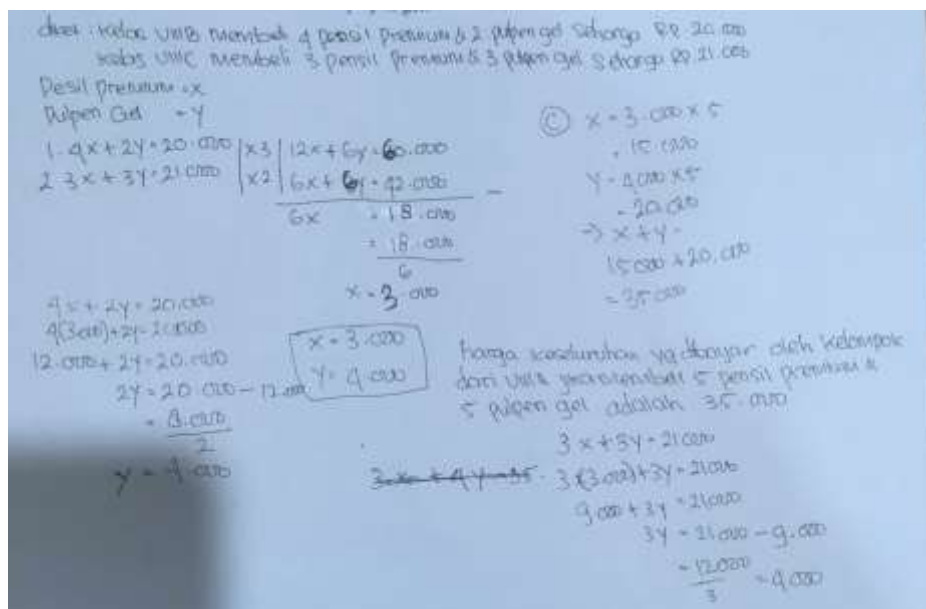 diket : Kelas VIIIB membeli 4 pensil premium & 2 pulpen gel seharga Rp 20.000
kelas VIIIC membeli 3 pensil premium & 3 pulpen gel seharga Rp 21.000
Pesil premium = x
Pulpen Gel = y
1. 4x + 2y = 20.000 | x3 | 12x + 6y = 60.000
2. 3x + 3y = 21.000 | x2 | 6x + 6y = 42.000 -
6x = 18.000
= 18.000
6
x = 3.000
4x + 2y = 20.000
4(3.000) + 2y = 20.000
12.000 + 2y = 20.000
2y = 20.000 - 12.000
= 8.000
2
y = 4.000
x = 3.000
y = 4.000
C x = 3.000 x 5
= 15.000
y = 4.000 x 5
= 20.000
-> x + y =
15.000 + 20.000
= 35.000
harga keseluruhan yg dibayar oleh kelompok
dari VIIIA membeli 5 pensil premium &
5 pulpen gel adalah 35.000
3x + 4y = 35.
3x + 3y = 21.000
3(3.000) + 3y = 21.000
9.000 + 3y = 21.000
3y = 21.000 - 9.000
= 12.000
3
= 4.000